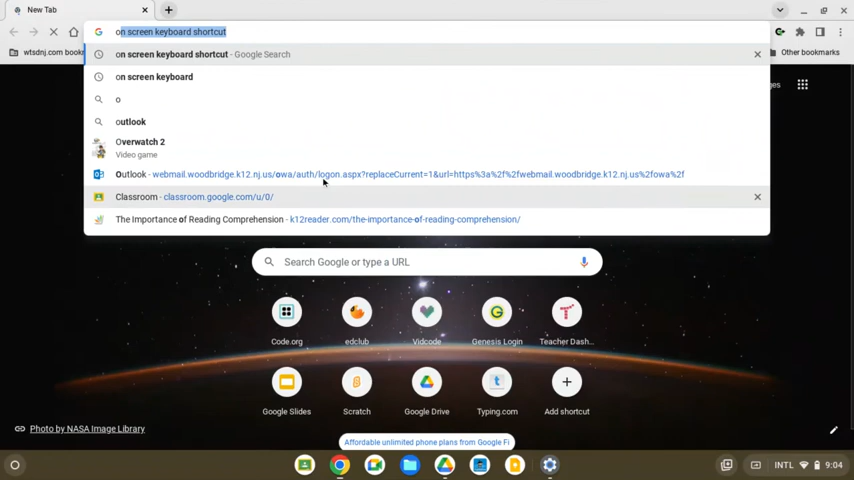 New Tab
on screen keyboard shortcut
wtsdnj.com book
Other bookmarks
on screen keyboard shortcut - Google Search
on screen keyboard
o
outlook
Overwatch 2
Video game
Outlook - webmail.woodbridge.k12.nj.us/owa/auth/logon.aspx?replaceCurrent=1&url=https%3a%2f%2fwebmail.woodbridge.k12.nj.us%2fowa%2f
Classroom - classroom.google.com/u/0/
The Importance of Reading Comprehension - k12reader.com/the-importance-of-reading-comprehension/
Search Google or type a URL
Code.org edclub Vidcode Genesis Login Teacher Dash...
Google Slides Scratch Google Drive Typing.com Add shortcut
Photo by NASA Image Library
Affordable unlimited phone plans from Google Fi
INTL 9:04